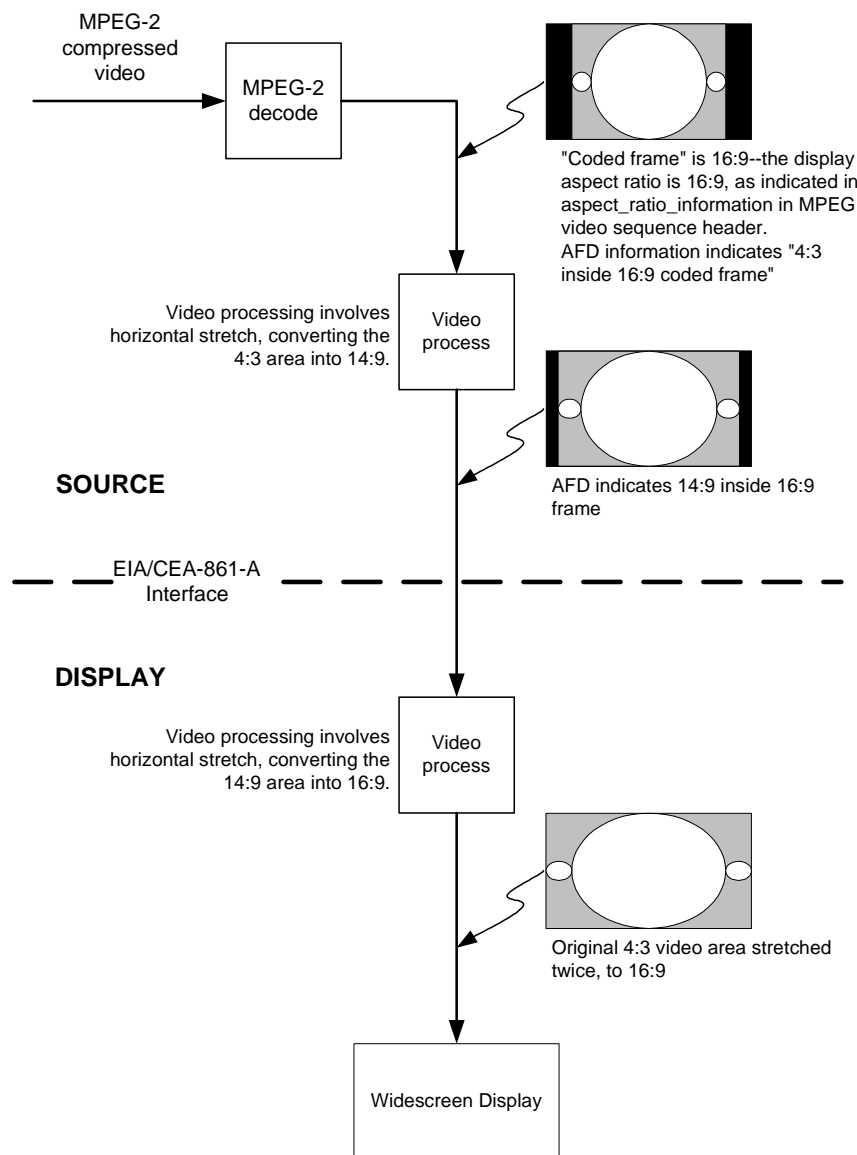 MPEG-2
compressed
video
MPEG-2
decode
"Coded frame" is 16:9--the display
aspect ratio is 16:9, as indicated in
aspect_ratio_information in MPEG
video sequence header.
AFD information indicates "4:3
inside 16:9 coded frame"
Video processing involves
horizontal stretch, converting the
4:3 area into 14:9.
Video
process
AFD indicates 14:9 inside 16:9
frame
SOURCE
EIA/CEA-861-A
Interface
DISPLAY
Video processing involves
horizontal stretch, converting the
14:9 area into 16:9.
Video
process
Original 4:3 video area stretched
twice, to 16:9
Widescreen Display